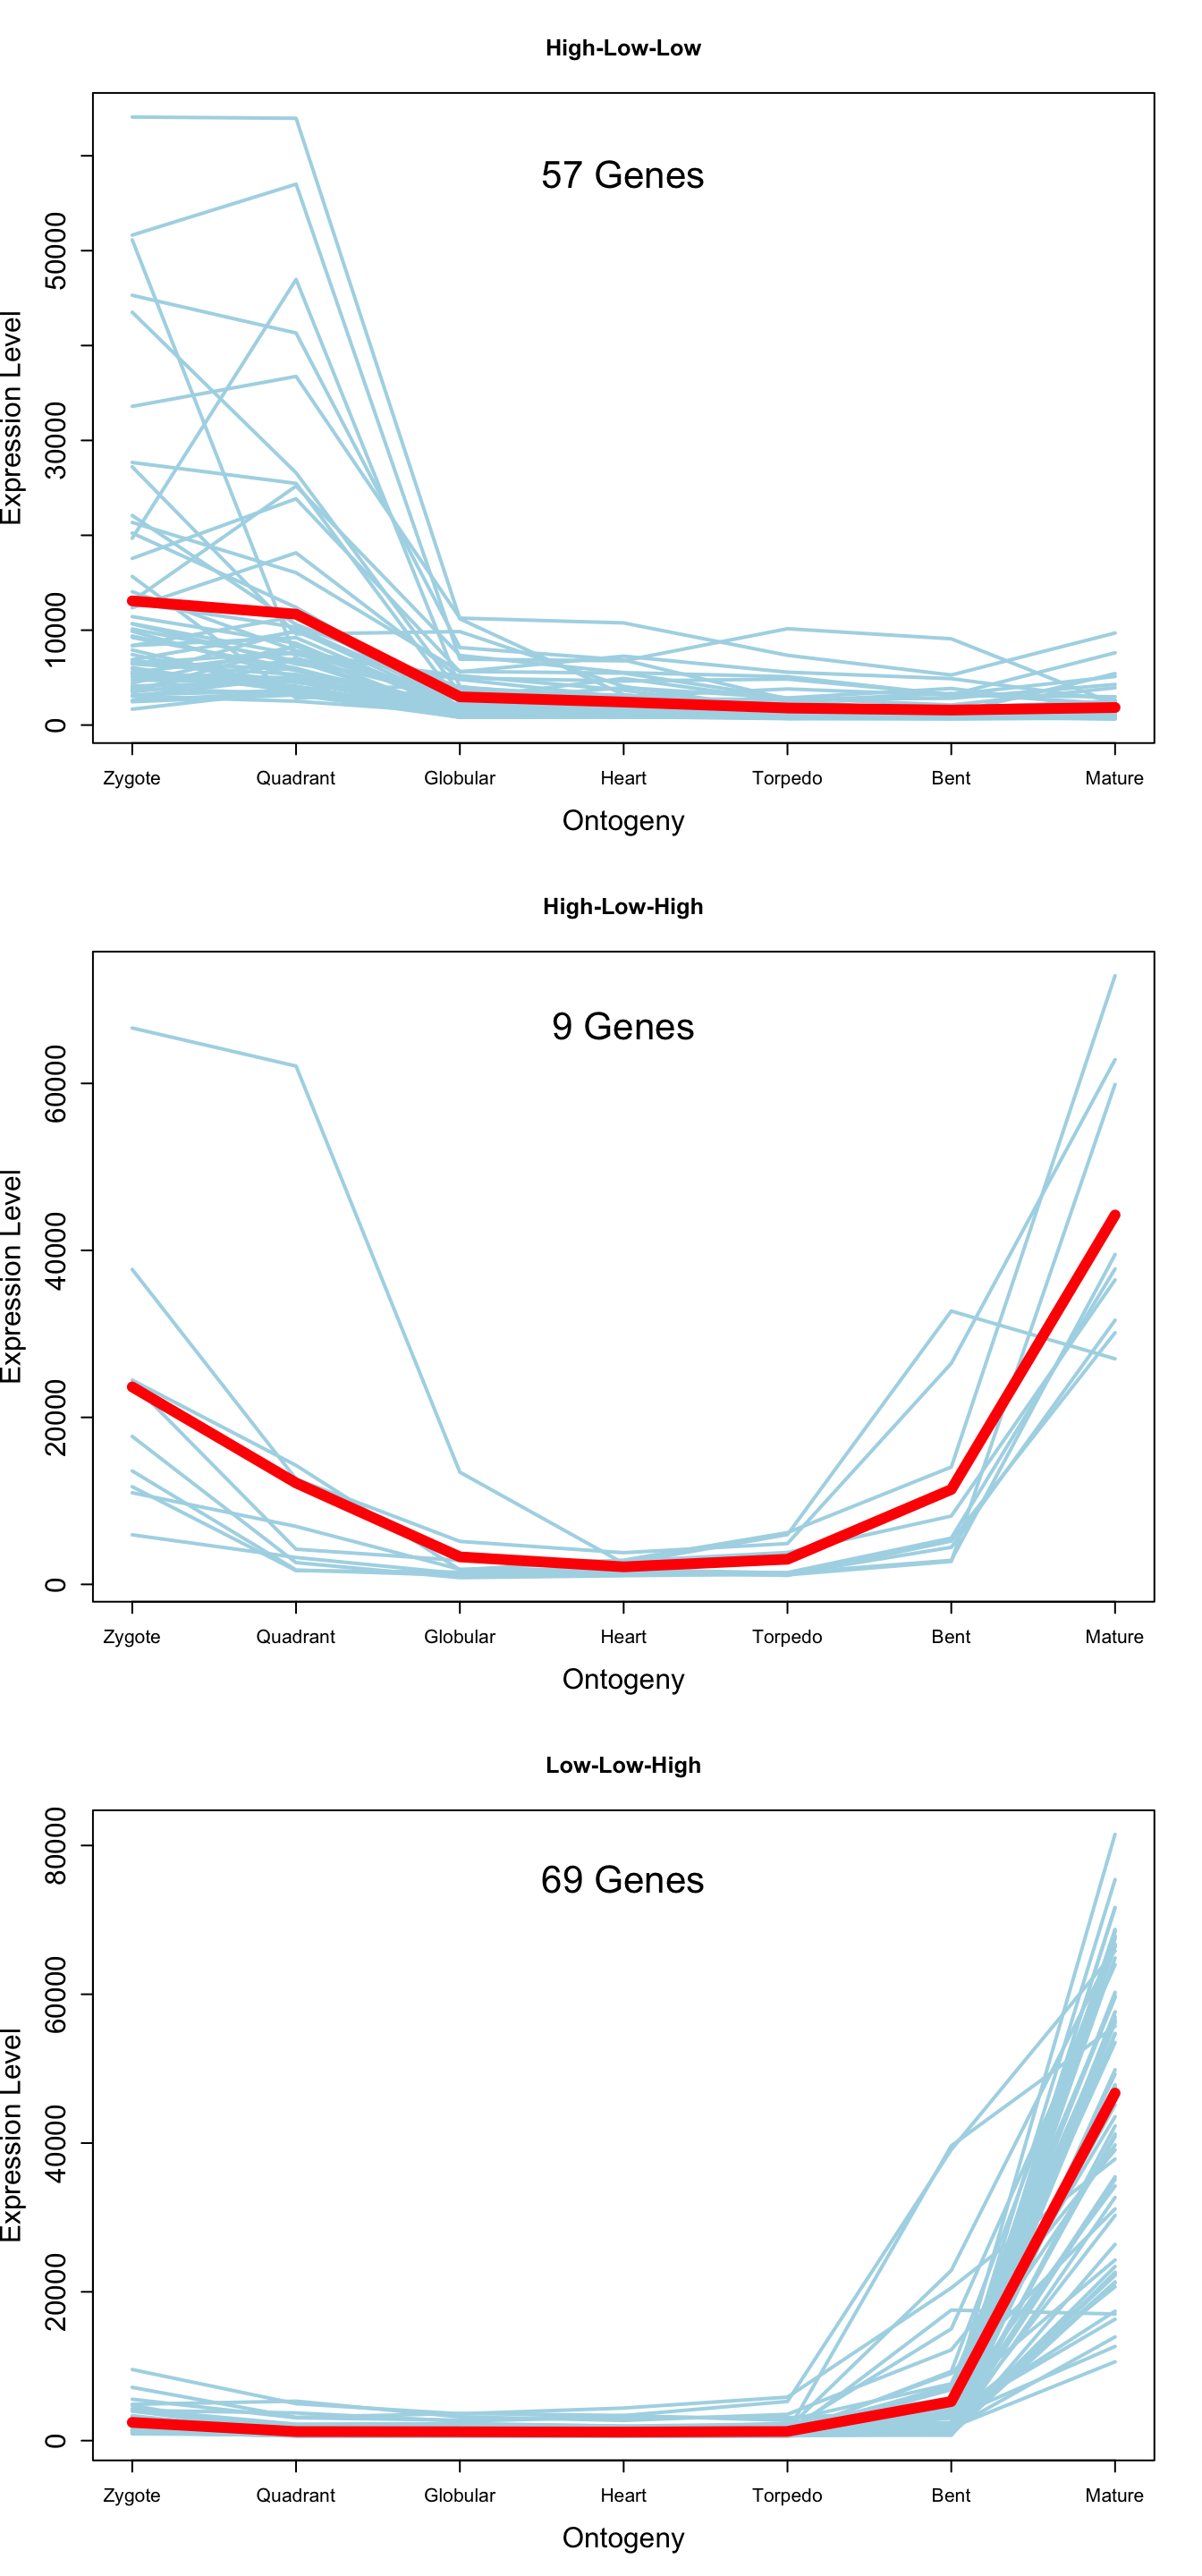 High-Low-Low
57 Genes
Expression Level
50000
30000
10000
0
Zygote Quadrant Globular Heart Torpedo Bent Mature
Ontogeny
High-Low-High
9 Genes
Expression Level
60000
40000
20000
0
Zygote Quadrant Globular Heart Torpedo Bent Mature
Ontogeny
Low-Low-High
69 Genes
Expression Level
80000
60000
40000
20000
0
Zygote Quadrant Globular Heart Torpedo Bent Mature
Ontogeny